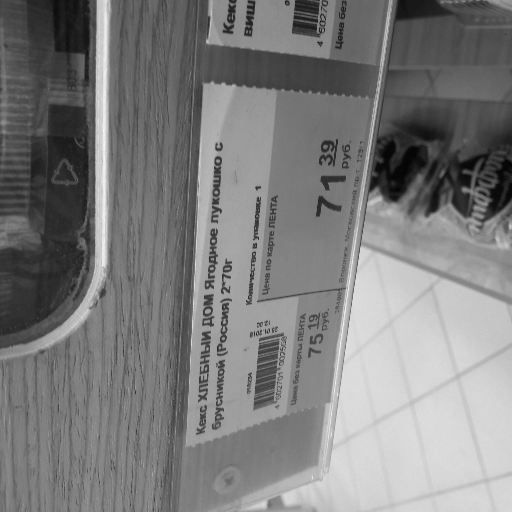 Кекс
виш
Цена без
Кекс ХЛЕБНЫЙ ДОМ Ягодное лукошко с
брусникой (Россия) 2*70г
Количество в упаковке 1
Цена по карте ЛЕНТА
71 39
руб.
Цена без карты ЛЕНТА
75 19
руб.